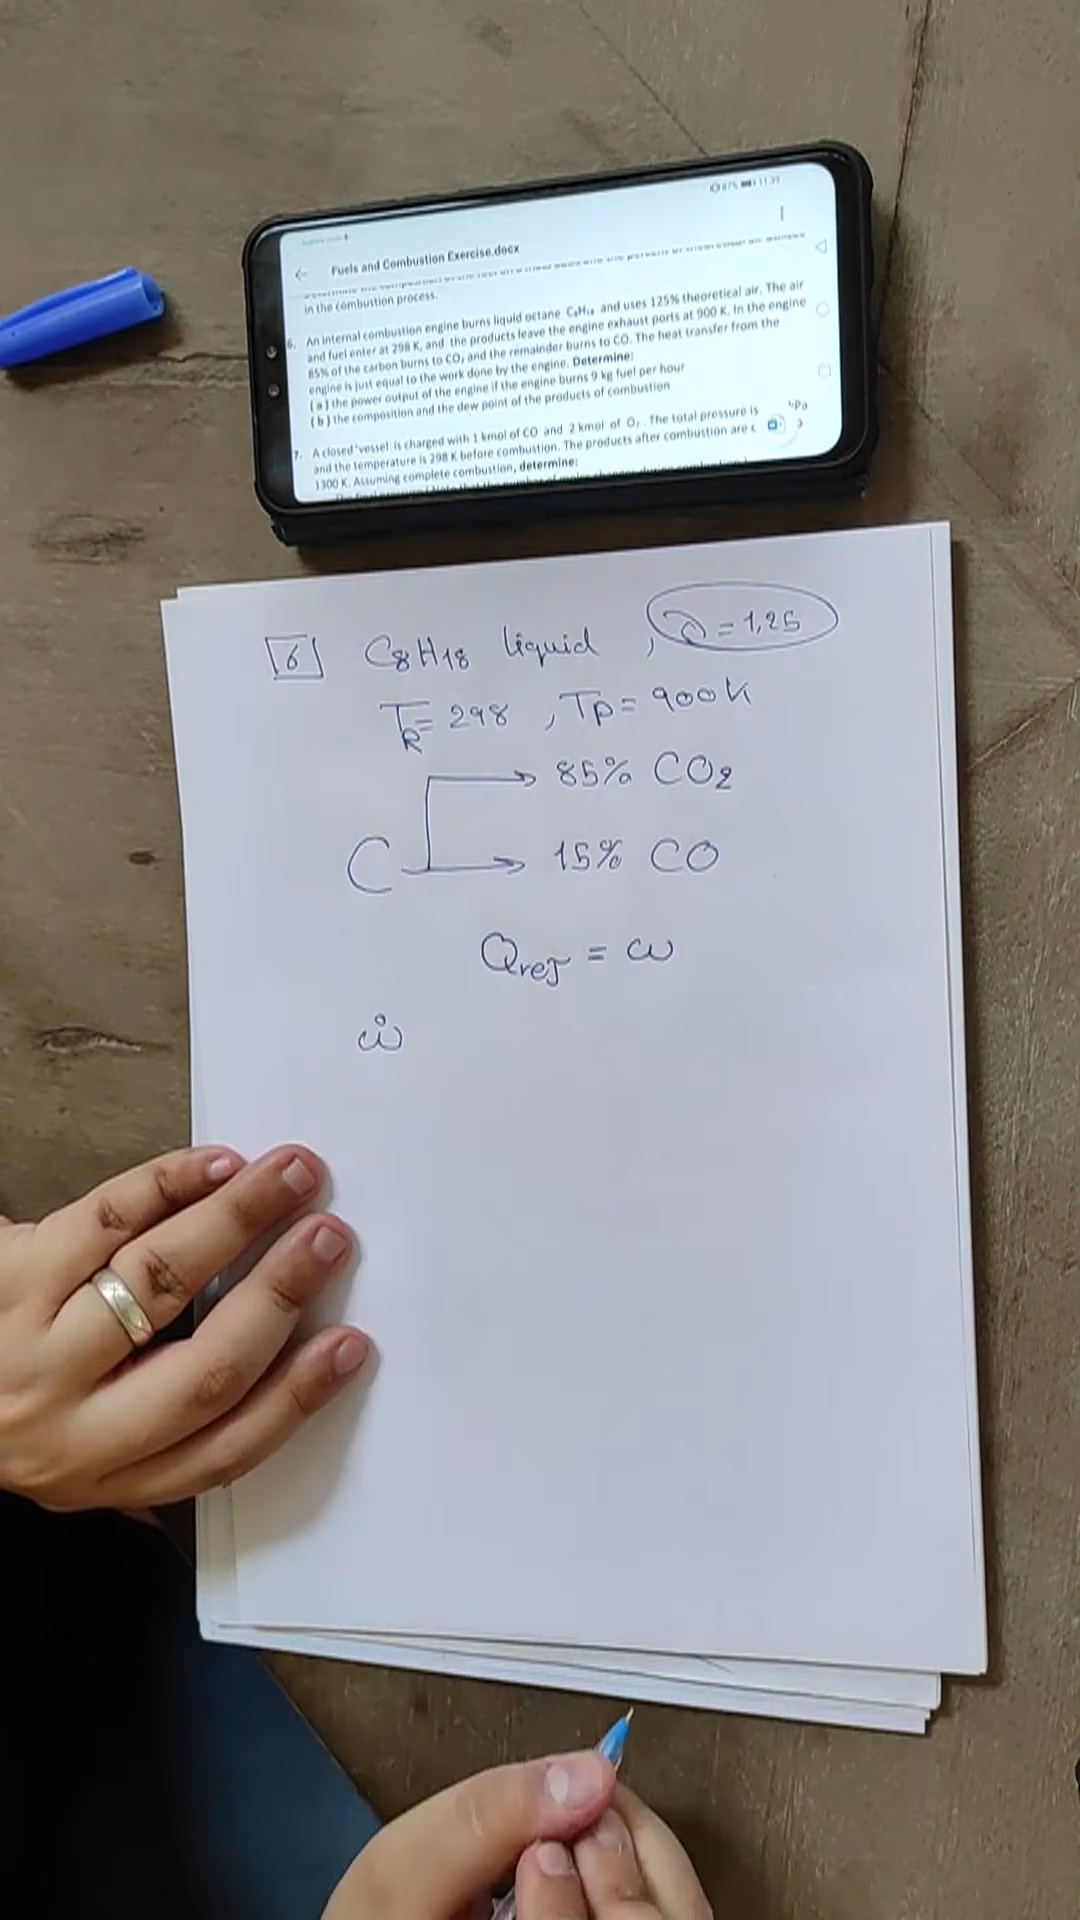 87% 11:39
Fuels and Combustion Exercise.docx
in the combustion process.
6. An internal combustion engine burns liquid octane C₈H₁₈ and uses 125% theoretical air. The air
and fuel enter at 298 K, and the products leave the engine exhaust ports at 900 K. In the engine
85% of the carbon burns to CO₂ and the remainder burns to CO. The heat transfer from the
engine is just equal to the work done by the engine. Determine:
(a) the power output of the engine if the engine burns 9 kg fuel per hour
(b) the composition and the dew point of the products of combustion
7. A closed vessel is charged with 1 kmol of CO and 2 kmol of O₂. The total pressure is
and the temperature is 298 K before combustion. The products after combustion are
1300 K. Assuming complete combustion, determine:
6 C8H18 liquid, λ = 1,25
T_R = 298, Tp = 900K
85% CO2
C
15% CO
Qrej = ω
ω̇